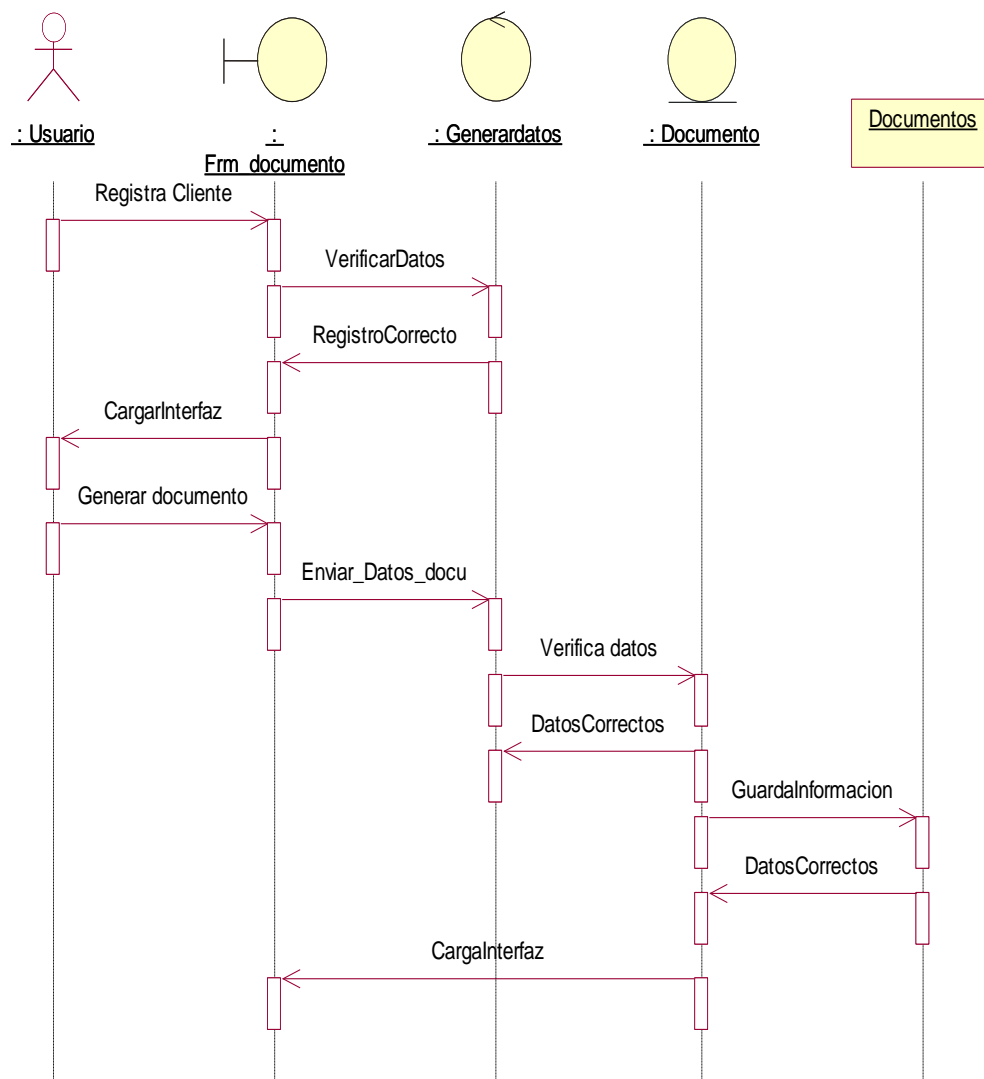 : Usuario
:
Frm_documento
: Generardatos
: Documento
Documentos
Registra Cliente
VerificarDatos
RegistroCorrecto
CargarInterfaz
Generar documento
Enviar_Datos_docu
Verifica datos
DatosCorrectos
GuardaInformacion
DatosCorrectos
CargaInterfaz